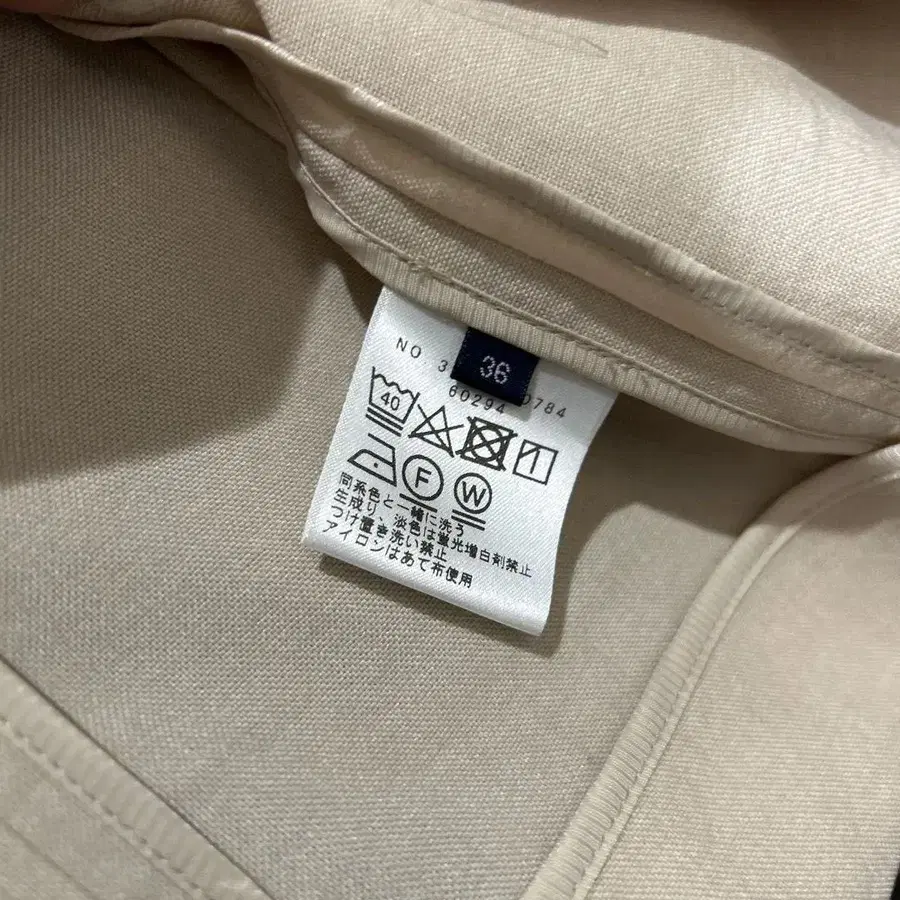 NO 3 0784
36
60294
40
F W
同系色と一緒に洗う
生成り、淡色は蛍光増白剤禁止
つけ置き洗い禁止
アイロンはあて布使用